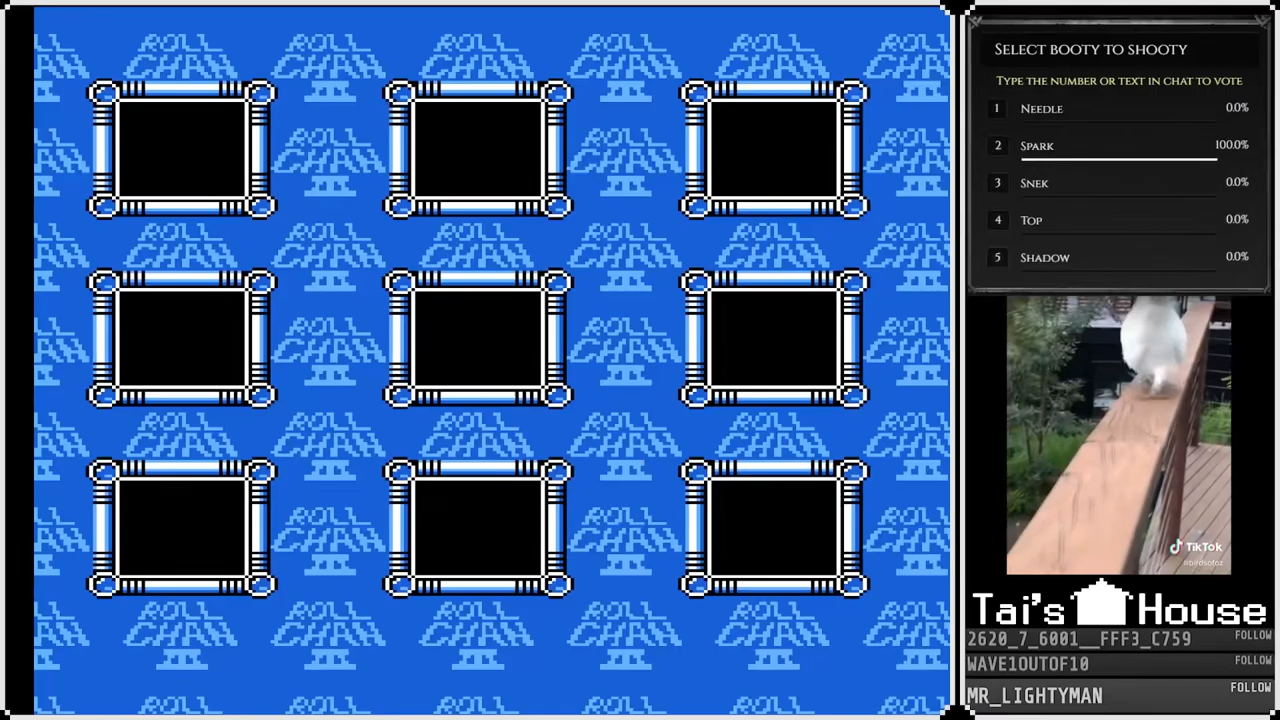 ROLL CHAN III
SELECT BOOTY TO SHOOTY
TYPE THE NUMBER OR TEXT IN CHAT TO VOTE
1 NEEDLE 0.0%
2 SPARK 100.0%
3 SNEK 0.0%
4 TOP 0.0%
5 SHADOW 0.0%
TikTok
Tai's House
2620_7_6001__FFF3_C759 FOLLOW
WAVE1OUTOF10 FOLLOW
MR_LIGHTYMAN FOLLOW